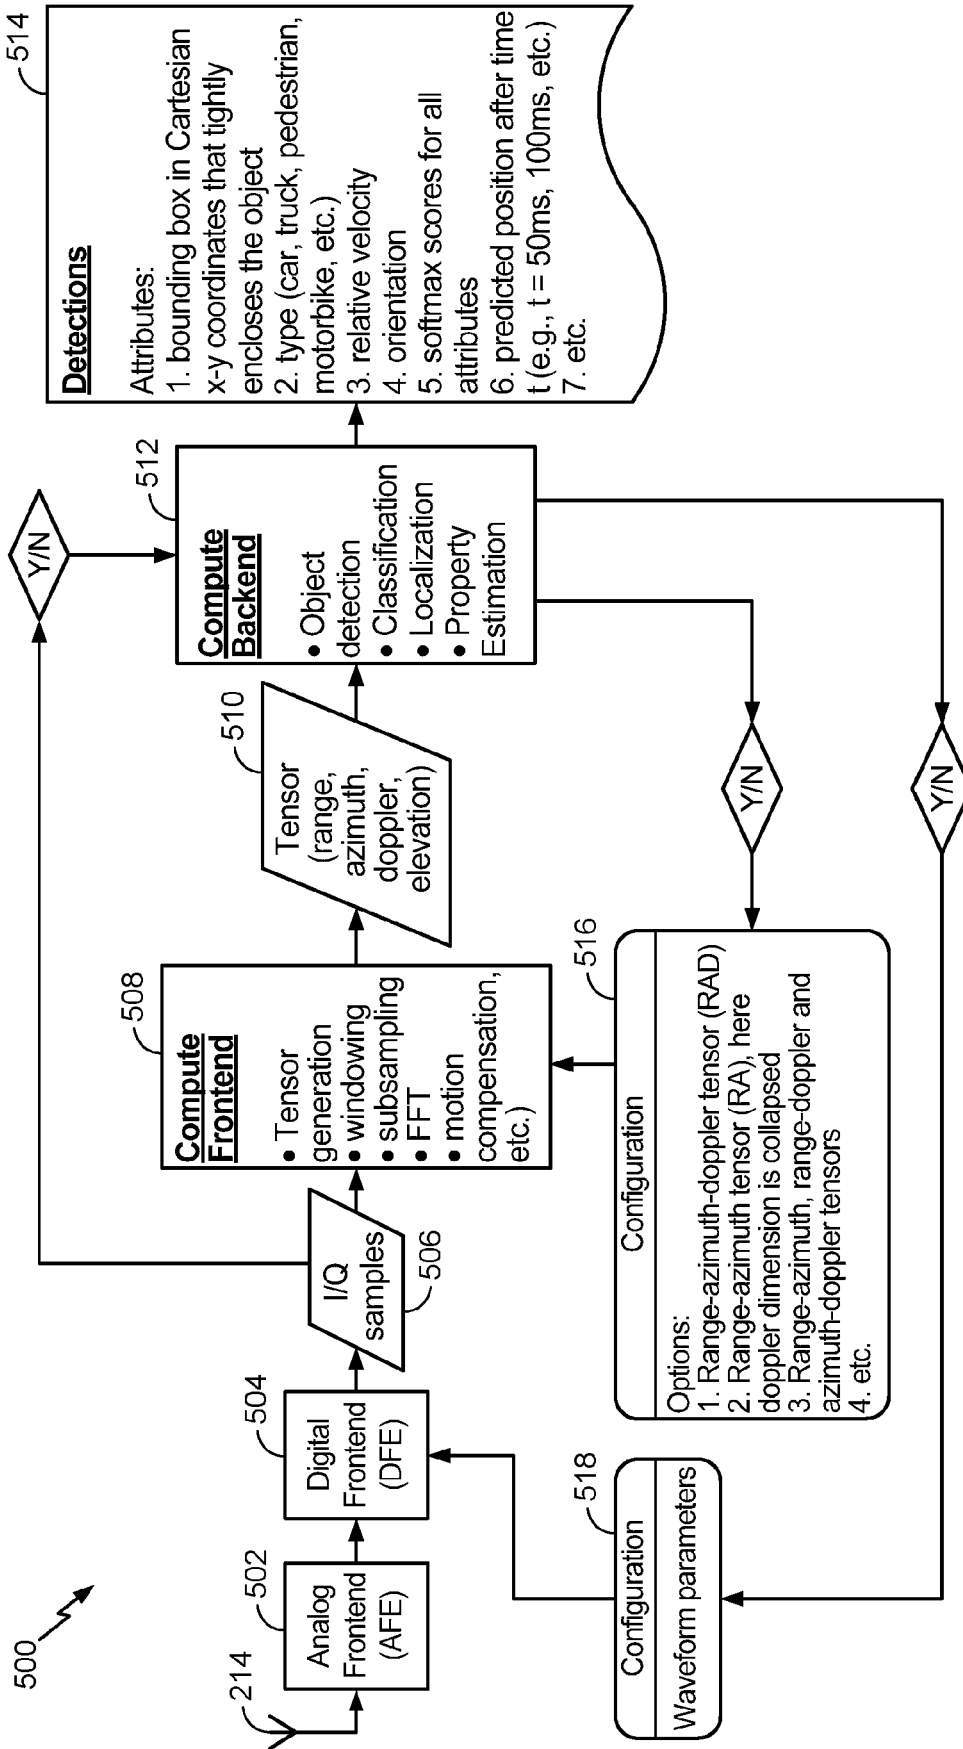 500
214
502
Analog
Frontend
(AFE)
504
Digital
Frontend
(DFE)
I/Q
samples
506
508
Compute
Frontend
• Tensor
generation
• windowing
• subsampling
• FFT
• motion
compensation,
etc.)
510
Tensor
(range,
azimuth,
doppler,
elevation)
Y/N
512
Compute
Backend
• Object
detection
• Classification
• Localization
• Property
Estimation
514
Detections
Attributes:
1. bounding box in Cartesian
x-y coordinates that tightly
encloses the object
2. type (car, truck, pedestrian,
motorbike, etc.)
3. relative velocity
4. orientation
5. softmax scores for all
attributes
6. predicted position after time
t (e.g., t = 50ms, 100ms, etc.)
7. etc.
518
Configuration
Waveform parameters
516
Configuration
Options:
1. Range-azimuth-doppler tensor (RAD)
2. Range-azimuth tensor (RA), here
doppler dimension is collapsed
3. Range-azimuth, range-doppler and
azimuth-doppler tensors
4. etc.
Y/N
Y/N